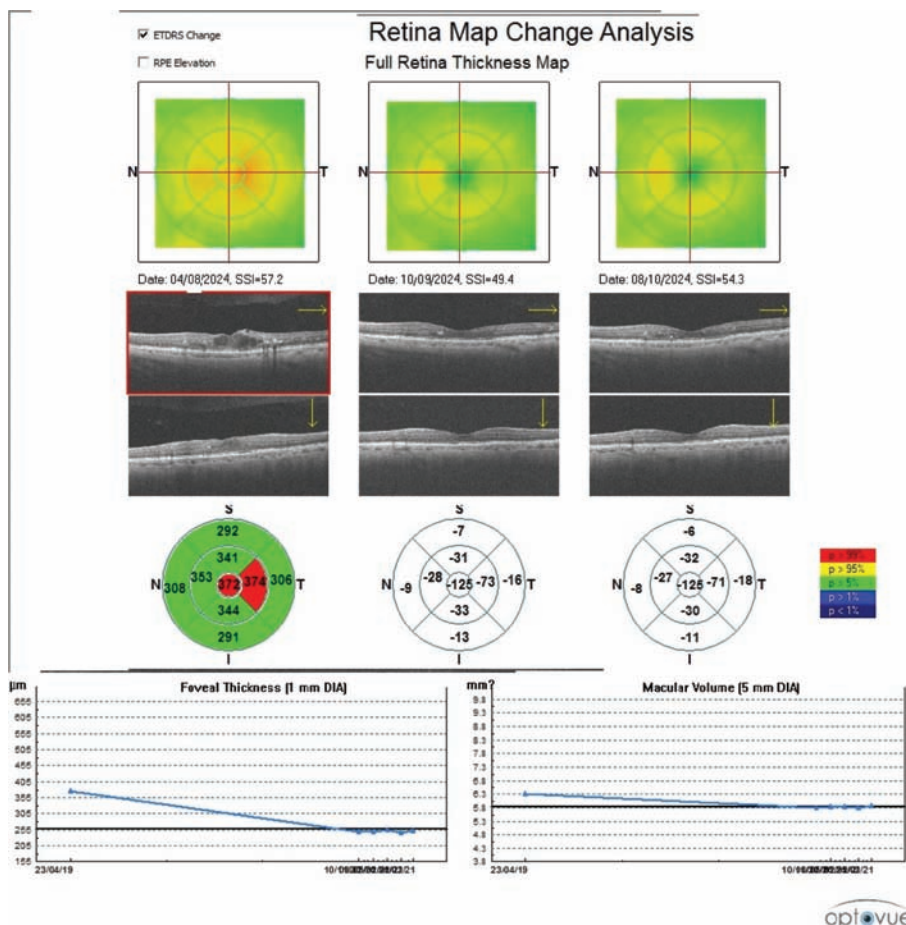 Retina Map Change Analysis
ETDRS Change
RPE Elevation
Full Retina Thickness Map
N T N T N T
Date: 04/08/2024, SSI=57.2 Date: 10/09/2024, SSI=49.4 Date: 08/10/2024, SSI=54.3
S S S
292 -7 -6
341 -31 -32
N 308 353 372 374 306 T N -9 -28 -125 -73 -16 T N -8 -27 -125 -71 -18 T
344 -33 -30
291 -13 -11
I I I
p > 99%
p > 95%
p > 5%
p > 1%
p < 1%
µm Foveal Thickness (1 mm DIA)
655
605
555
505
455
405
355
305
255
205
155
23/04/19
mm? Macular Volume (5 mm DIA)
9.8
9.3
8.8
8.3
7.8
7.3
6.8
6.3
5.8
5.3
4.8
4.3
3.8
23/04/19
optovue